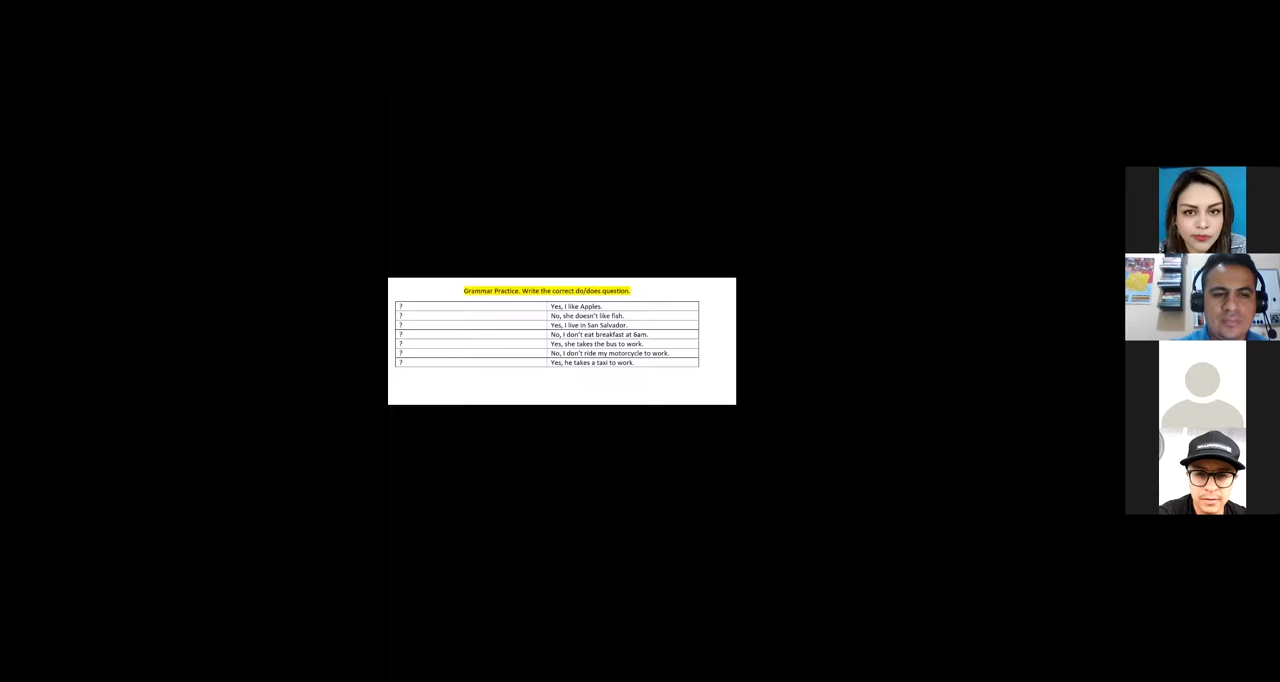 Grammar Practice. Write the correct do/does question.
? Yes, I like Apples.
? No, she doesn't like fish.
? Yes, I live in San Salvador.
? No, I don't eat breakfast at 6am.
? Yes, she takes the bus to work.
? No, I don't ride my motorcycle to work.
? Yes, he takes a taxi to work.